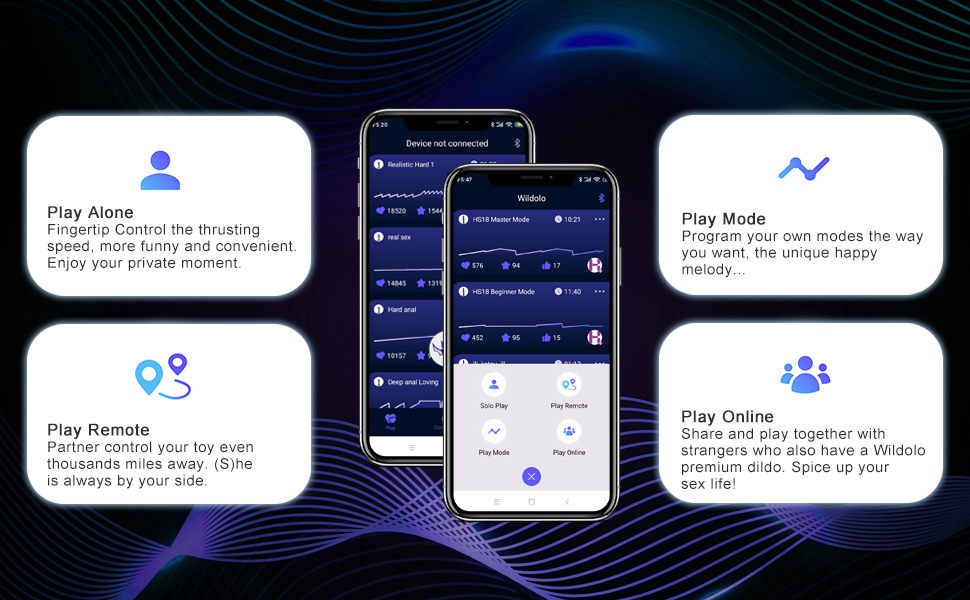 Play Alone
Fingertip Control the thrusting
speed, more funny and convenient.
Enjoy your private moment.
Play Remote
Partner control your toy even
thousands miles away. (S)he
is always by your side.
5:20
Device not connected
Realistic Hard 1
18520
real sex
14845
Hard anal
10157
Deep anal Loving
Play
5:47
Wildolo
HS18 Master Mode 10:21
576 94 17
HS18 Beginner Mode 11:40
452 95 15
Solo Play Play Remote
Play Mode Play Online
Play Mode
Program your own modes the way
you want, the unique happy
melody...
Play Online
Share and play together with
strangers who also have a Wildolo
premium dildo. Spice up your
sex life!